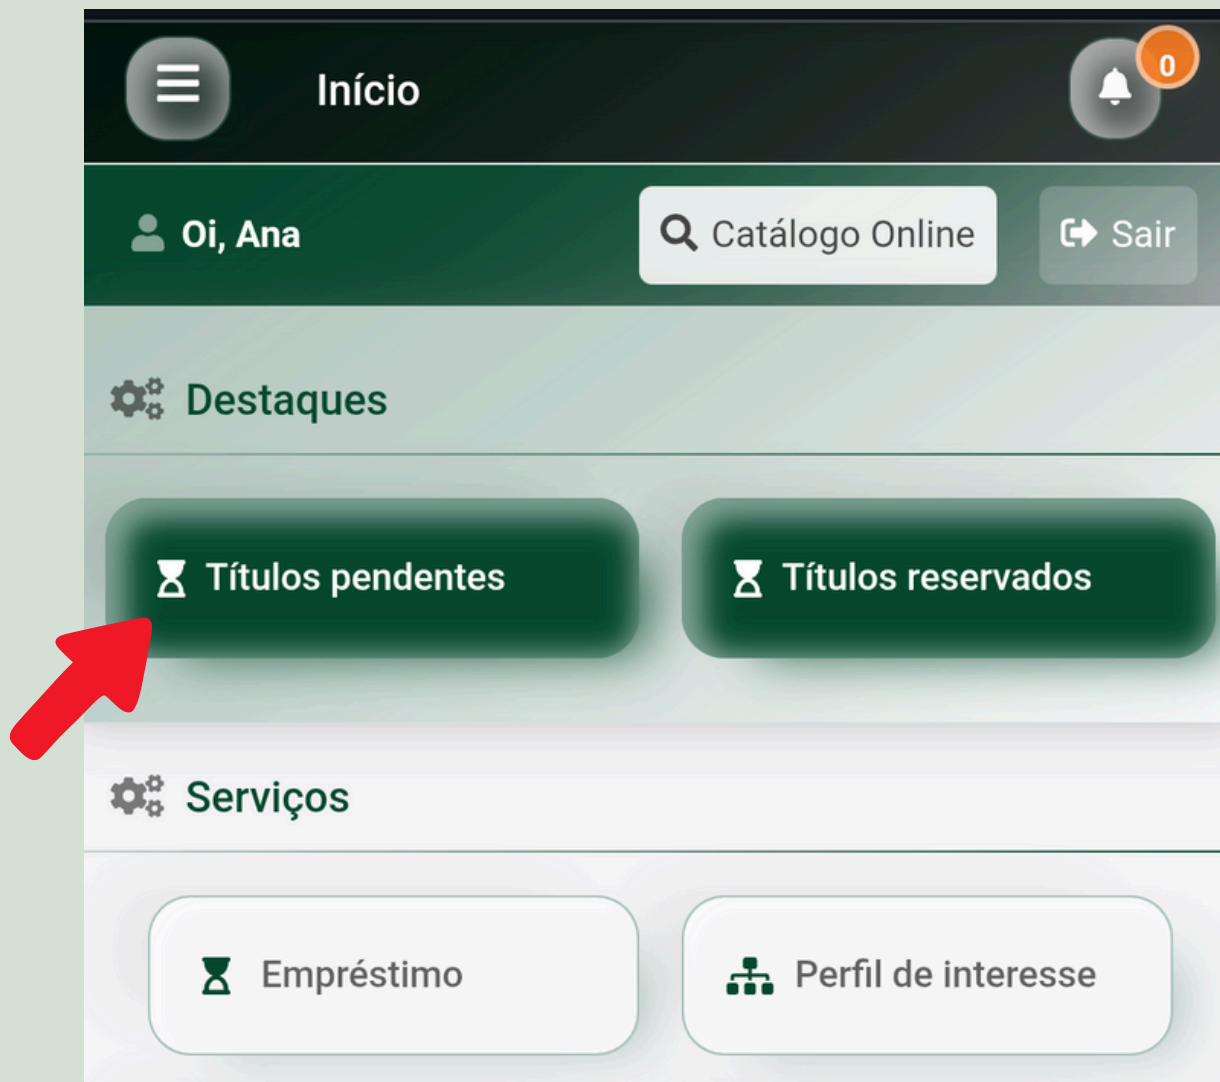 Início
0
Oi, Ana
Catálogo Online
Sair
Destaques
Títulos pendentes
Títulos reservados
Serviços
Empréstimo
Perfil de interesse